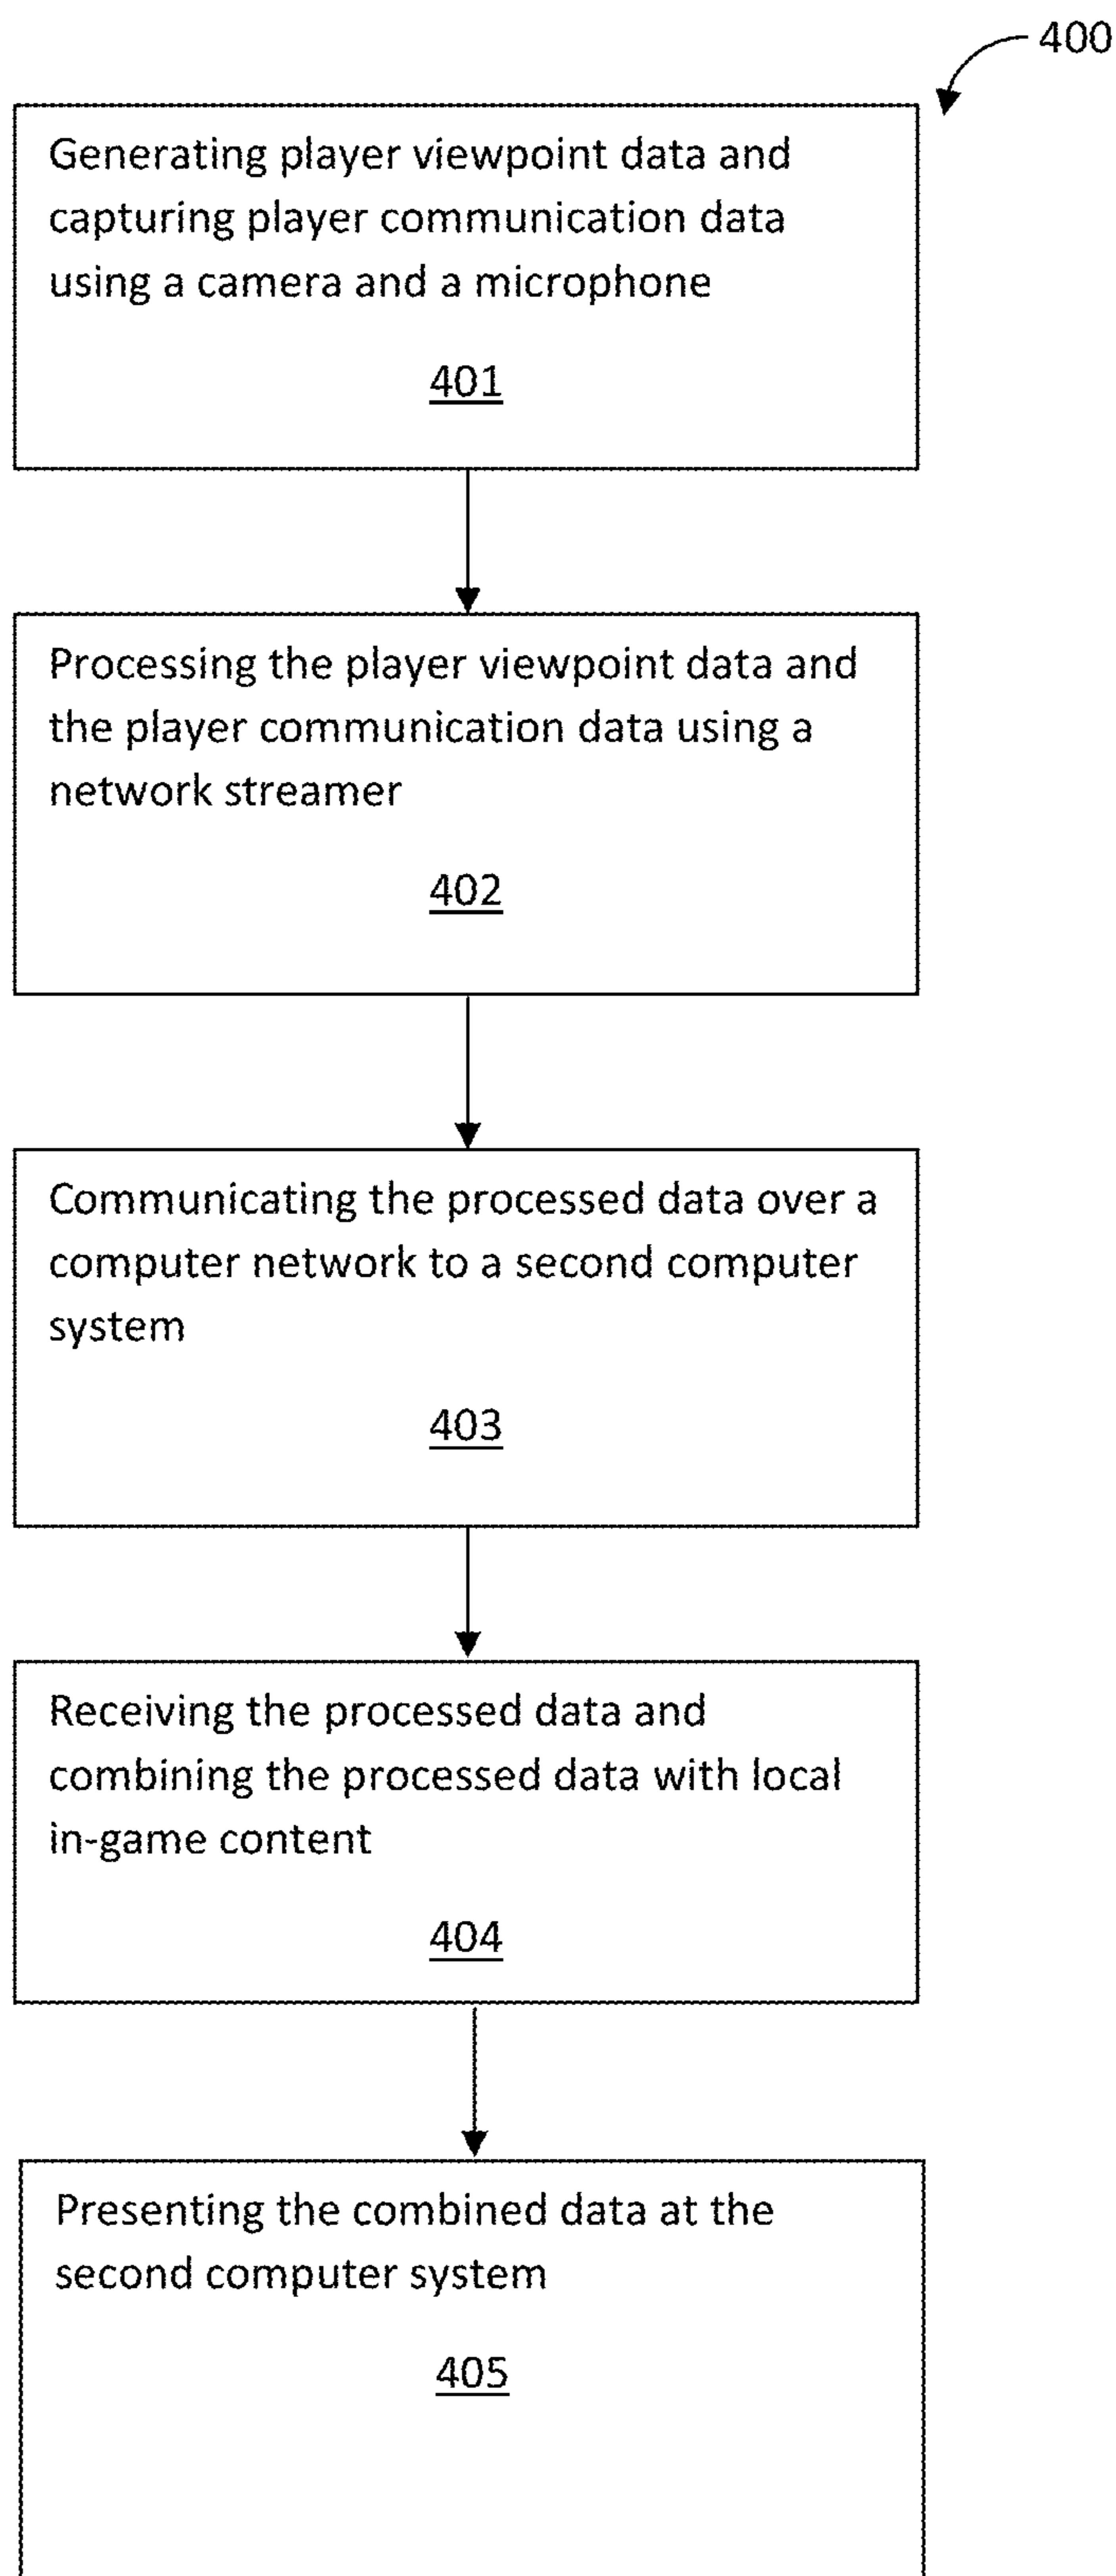 400
Generating player viewpoint data and
capturing player communication data
using a camera and a microphone
401
Processing the player viewpoint data and
the player communication data using a
network streamer
402
Communicating the processed data over a
computer network to a second computer
system
403
Receiving the processed data and
combining the processed data with local
in-game content
404
Presenting the combined data at the
second computer system
405